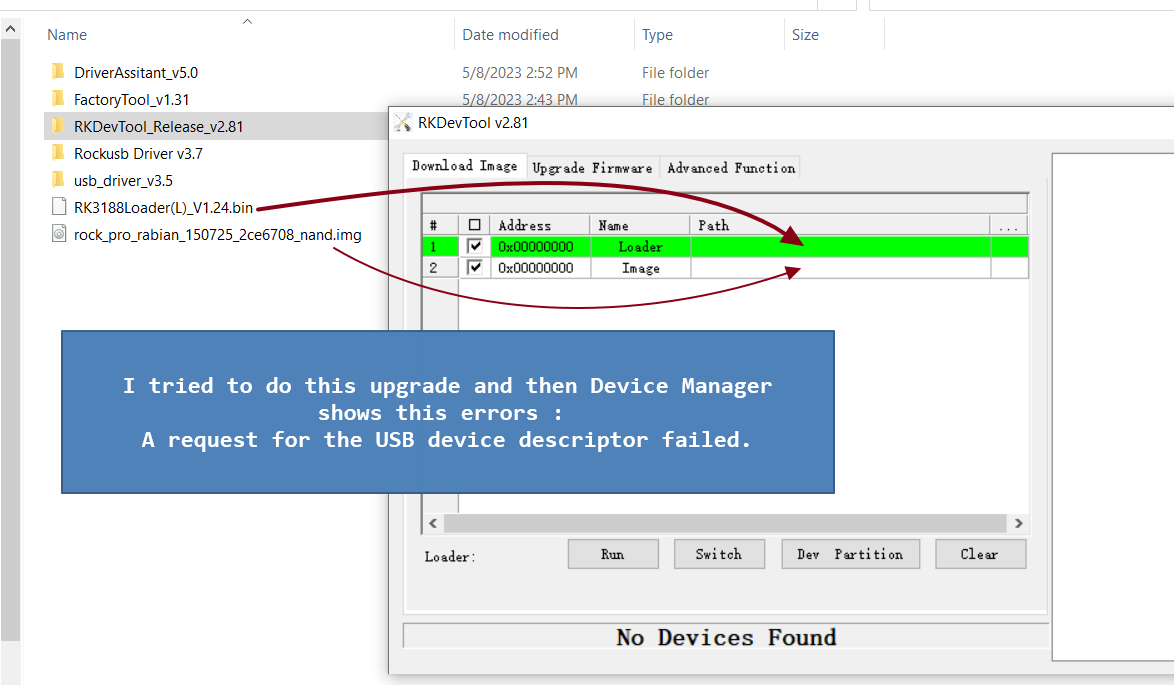 Name Date modified Type Size
DriverAssitant_v5.0 5/8/2023 2:52 PM File folder
FactoryTool_v1.31 5/8/2023 2:43 PM File folder
RKDevTool_Release_v2.81
Rockusb Driver v3.7
usb_driver_v3.5
RK3188Loader(L)_V1.24.bin
rock_pro_rabian_150725_2ce6708_nand.img
RKDevTool v2.81
Download Image Upgrade Firmware Advanced Function
# Address Name Path ...
1 0x00000000 Loader
2 0x00000000 Image
I tried to do this upgrade and then Device Manager
shows this errors :
A request for the USB device descriptor failed.
Loader: Run Switch Dev Partition Clear
No Devices Found